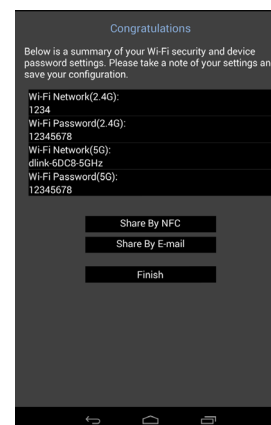 Congratulations
Below is a summary of your Wi-Fi security and device
password settings. Please take a note of your settings an
save your configuration.
Wi-Fi Network(2.4G):
1234
Wi-Fi Password(2.4G):
12345678
Wi-Fi Network(5G):
dlink-6DC8-5GHz
Wi-Fi Password(5G):
12345678
Share By NFC
Share By E-mail
Finish